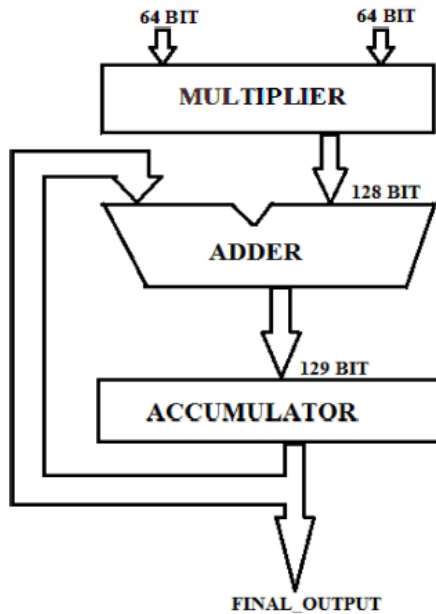 64 BIT
64 BIT
MULTIPLIER
128 BIT
ADDER
129 BIT
ACCUMULATOR
FINAL_OUTPUT